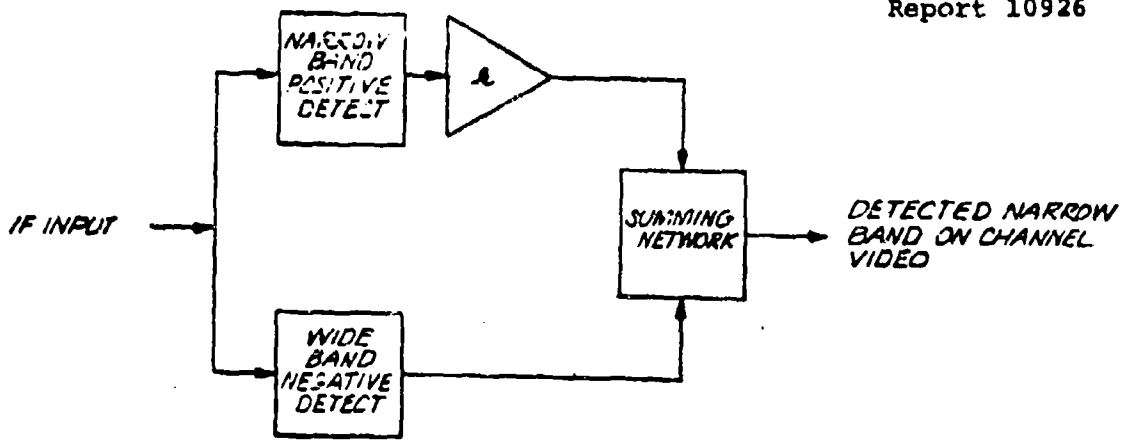 Report 10926
NARROW
BAND
POSITIVE
DETECT
k
IF INPUT
SUMMING
NETWORK
DETECTED NARROW
BAND ON CHANNEL
VIDEO
WIDE
BAND
NEGATIVE
DETECT